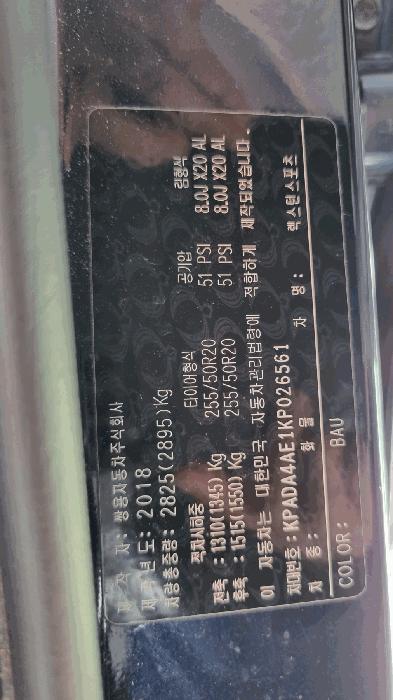 제 작 자: 쌍용자동차주식회사
제작년도: 2018
차량총중량: 2825(2895)Kg
적차시하중 타이어형식 공기압 림형식
전축 : 1310(1345) Kg 255/50R20 51 PSI 8.0J X20 AL
후축 : 1515(1550) Kg 255/50R20 51 PSI 8.0J X20 AL
이 자동차는 대한민국 자동차관리법령에 적합하게 제작되었습니다.
차대번호: KPADA4AE1KP026561
차 종: 화 물 차 명: 렉스턴스포츠
COLOR: BAU